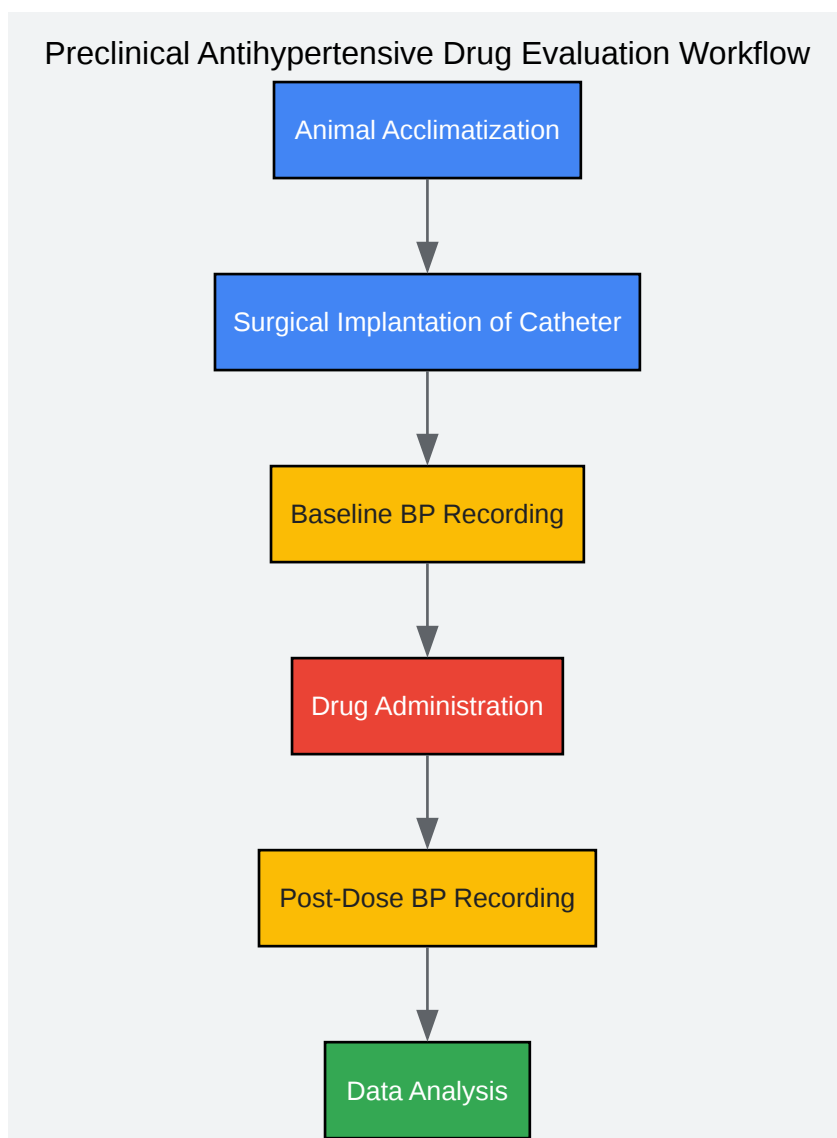 Preclinical Antihypertensive Drug Evaluation Workflow
Animal Acclimatization
Surgical Implantation of Catheter
Baseline BP Recording
Drug Administration
Post-Dose BP Recording
Data Analysis